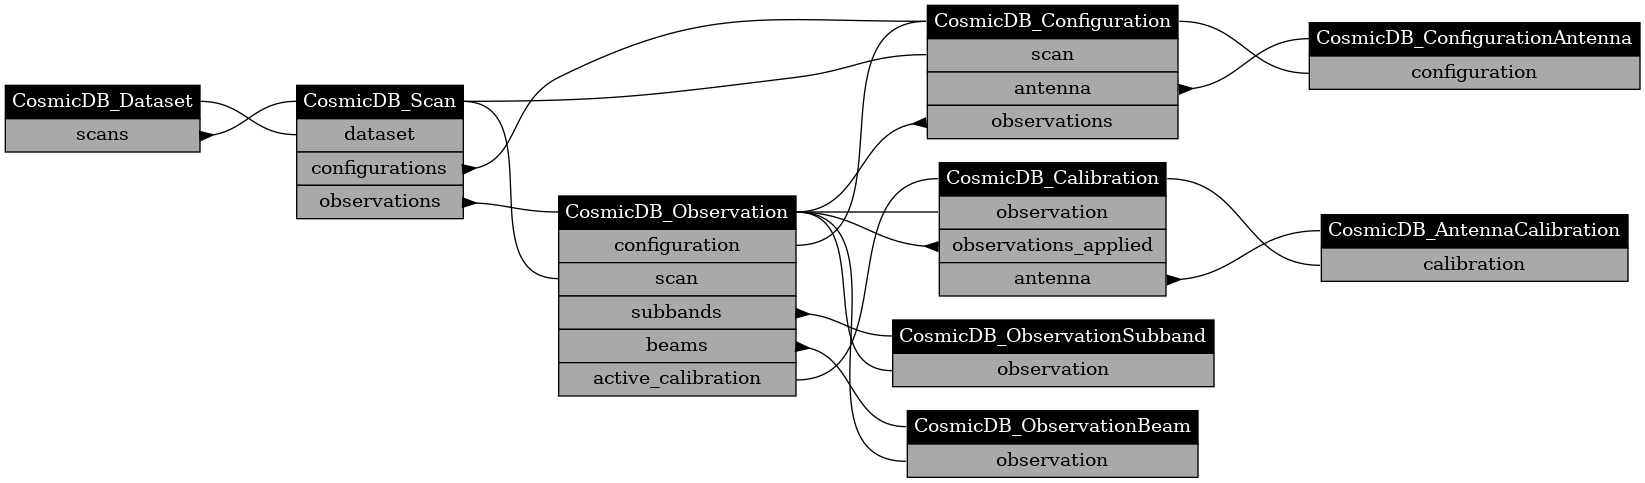 CosmicDB_Dataset
scans
CosmicDB_Scan
dataset
configurations
observations
CosmicDB_Observation
configuration
scan
subbands
beams
active_calibration
CosmicDB_Configuration
scan
antenna
observations
CosmicDB_Calibration
observation
observations_applied
antenna
CosmicDB_ObservationSubband
observation
CosmicDB_ObservationBeam
observation
CosmicDB_ConfigurationAntenna
configuration
CosmicDB_AntennaCalibration
calibration